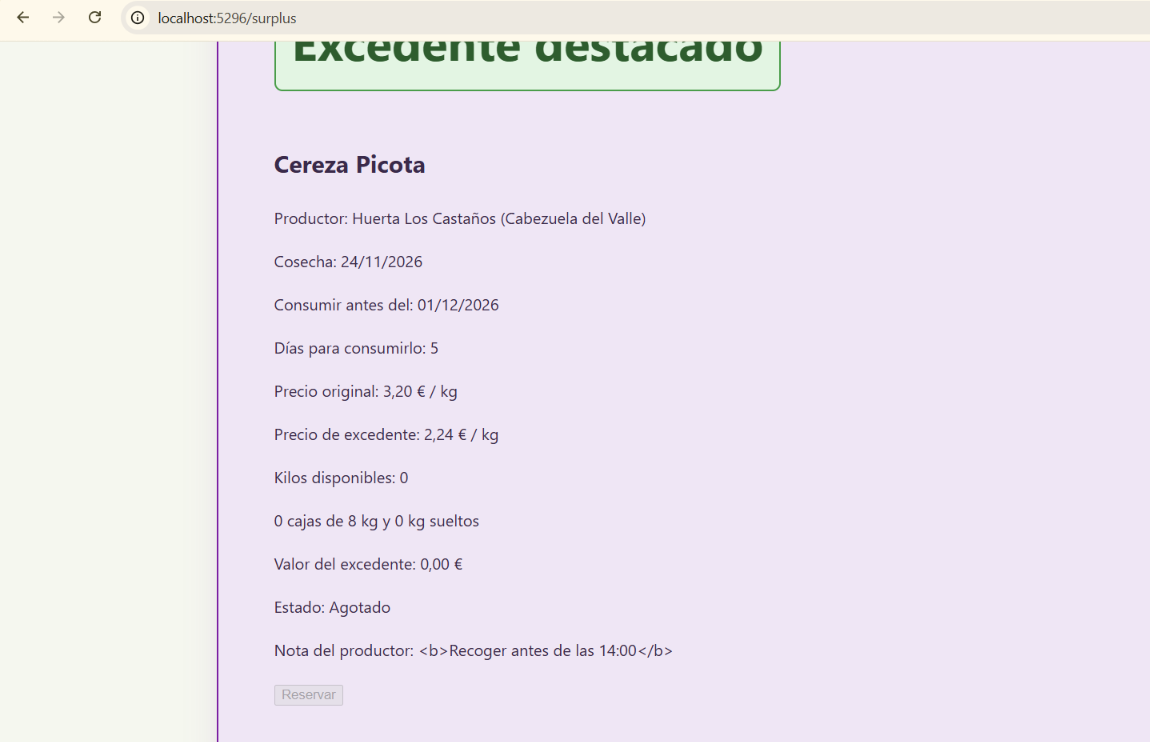 localhost:5296/surplus
Excedente destacado
Cereza Picota
Productor: Huerta Los Castaños (Cabezuela del Valle)
Cosecha: 24/11/2026
Consumir antes del: 01/12/2026
Días para consumirlo: 5
Precio original: 3,20 € / kg
Precio de excedente: 2,24 € / kg
Kilos disponibles: 0
0 cajas de 8 kg y 0 kg sueltos
Valor del excedente: 0,00 €
Estado: Agotado
Nota del productor: <b>Recoger antes de las 14:00</b>
Reservar